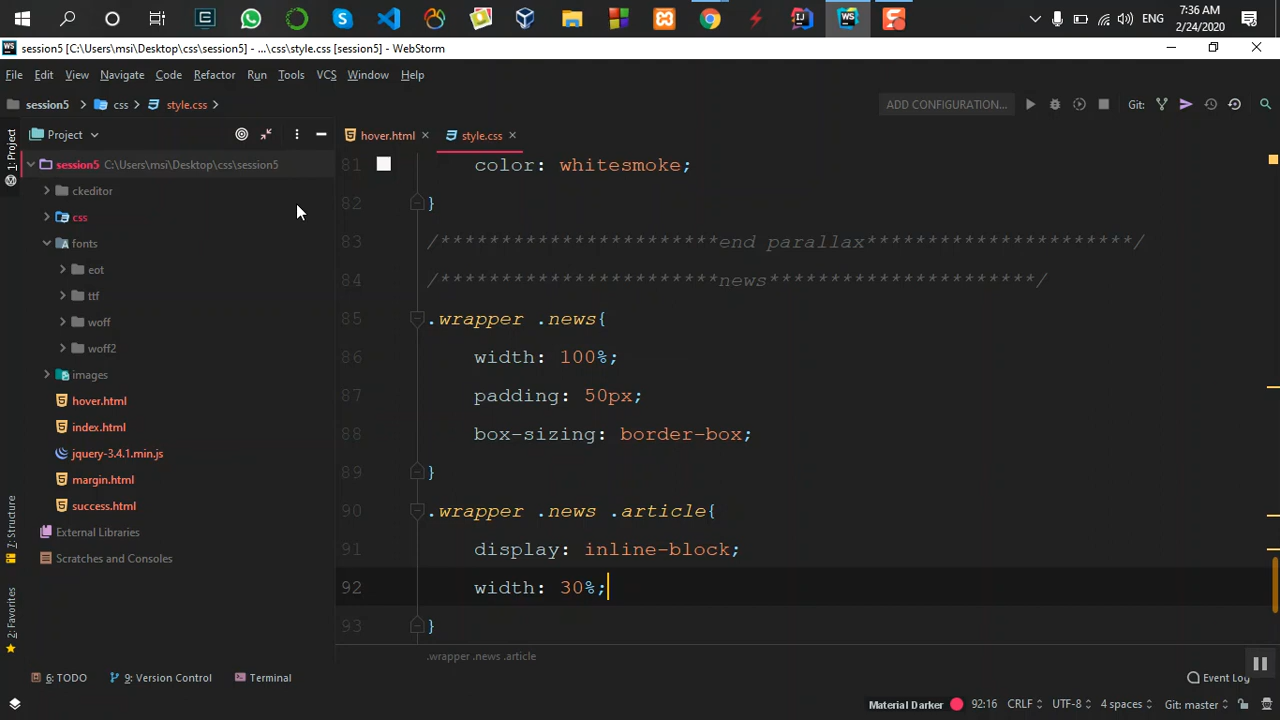 ENG
7:36 AM
2/24/2020
session5 [C:\Users\msi\Desktop\css\session5] - ...\css\style.css [session5] - WebStorm
File Edit View Navigate Code Refactor Run Tools VCS Window Help
session5 css style.css ADD CONFIGURATION... Git:
1: Project
Project
hover.html style.css
session5 C:\Users\msi\Desktop\css\session5
ckeditor
css
fonts
eot
ttf
woff
woff2
images
hover.html
index.html
jquery-3.4.1.min.js
margin.html
success.html
External Libraries
Scratches and Consoles
7: Structure
2: Favorites
81 color: whitesmoke;
82 }
83 /***********************end parallax**********************/
84 /***********************news**********************/
85 .wrapper .news{
86 width: 100%;
87 padding: 50px;
88 box-sizing: border-box;
89 }
90 .wrapper .news .article{
91 display: inline-block;
92 width: 30%;
93 }
.wrapper .news .article
6: TODO 9: Version Control Terminal Event Log
Material Darker 92:16 CRLF UTF-8 4 spaces Git: master